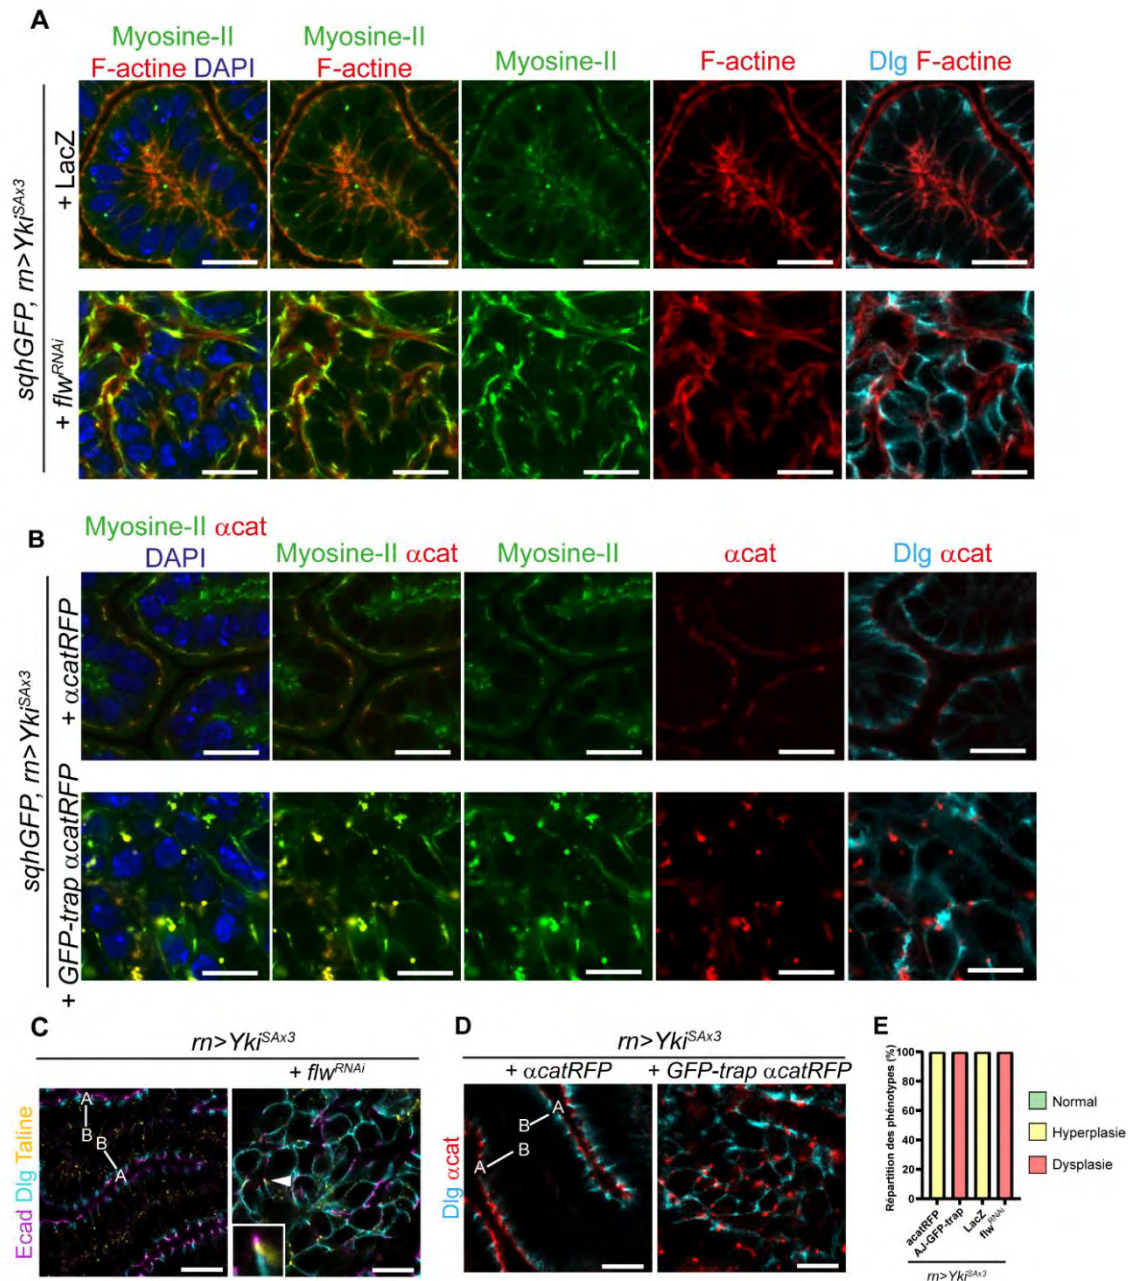 A
Myosine-II
F-actine DAPI
Myosine-II
F-actine
Myosine-II
F-actine
Dlg F-actine
sqhGFP, rn>Yki^SAx3
+ LacZ
+ flw^RNAi
B
Myosine-II αcat
DAPI
Myosine-II αcat
Myosine-II
αcat
Dlg αcat
sqhGFP, rn>Yki^SAx3
+ αcatRFP
+ GFP-trap αcatRFP
C
rn>Yki^SAx3
+ flw^RNAi
Ecad Dlg Taline
A
B
B
A
D
rn>Yki^SAx3
+ αcatRFP
+ GFP-trap αcatRFP
Dlg αcat
A
B
B
A
E
Répartition des phénotypes (%)
100
80
60
40
20
0
acatRFP
AJ-GFP-trap
LacZ
flw^RNAi
rn>Yki^SAx3
Normal
Hyperplasie
Dysplasie